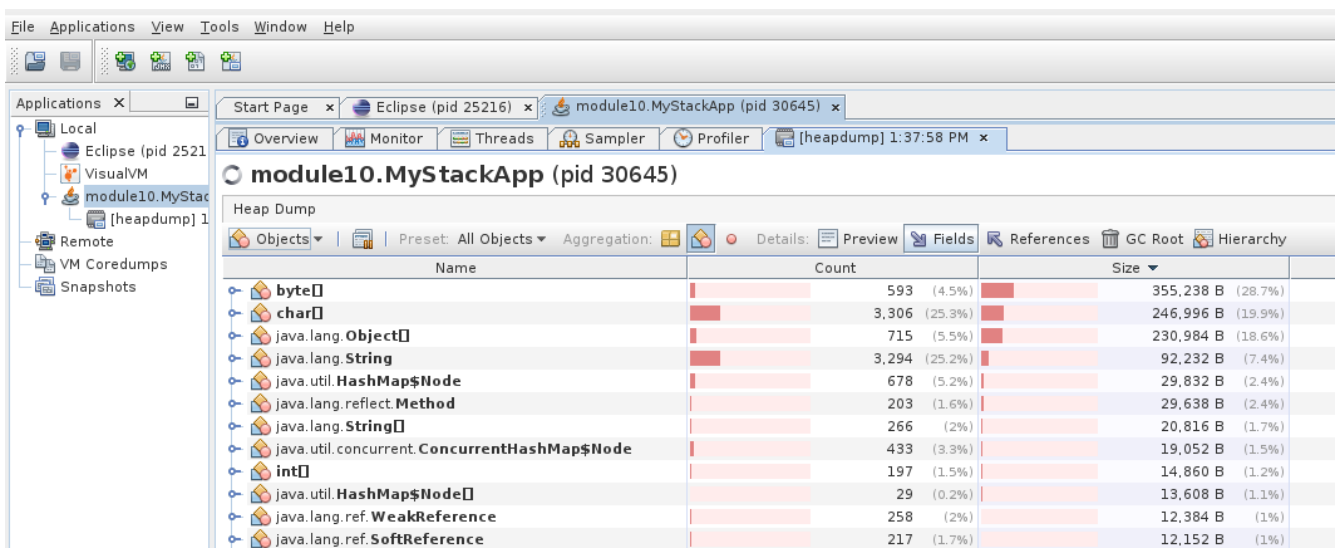 File Applications View Tools Window Help
Applications
Local
Eclipse (pid 2521
VisualVM
module10.MyStac
[heapdump] 1
Remote
VM Coredumps
Snapshots
Start Page Eclipse (pid 25216) module10.MyStackApp (pid 30645)
Overview Monitor Threads Sampler Profiler [heapdump] 1:37:58 PM
module10.MyStackApp (pid 30645)
Heap Dump
Objects Preset: All Objects Aggregation: Details: Preview Fields References GC Root Hierarchy
Name Count Size
byte[] 593 (4.5%) 355,238 B (28.7%)
char[] 3,306 (25.3%) 246,996 B (19.9%)
java.lang.Object[] 715 (5.5%) 230,984 B (18.6%)
java.lang.String 3,294 (25.2%) 92,232 B (7.4%)
java.util.HashMap$Node 678 (5.2%) 29,832 B (2.4%)
java.lang.reflect.Method 203 (1.6%) 29,638 B (2.4%)
java.lang.String[] 266 (2%) 20,816 B (1.7%)
java.util.concurrent.ConcurrentHashMap$Node 433 (3.3%) 19,052 B (1.5%)
int[] 197 (1.5%) 14,860 B (1.2%)
java.util.HashMap$Node[] 29 (0.2%) 13,608 B (1.1%)
java.lang.ref.WeakReference 258 (2%) 12,384 B (1%)
java.lang.ref.SoftReference 217 (1.7%) 12,152 B (1%)